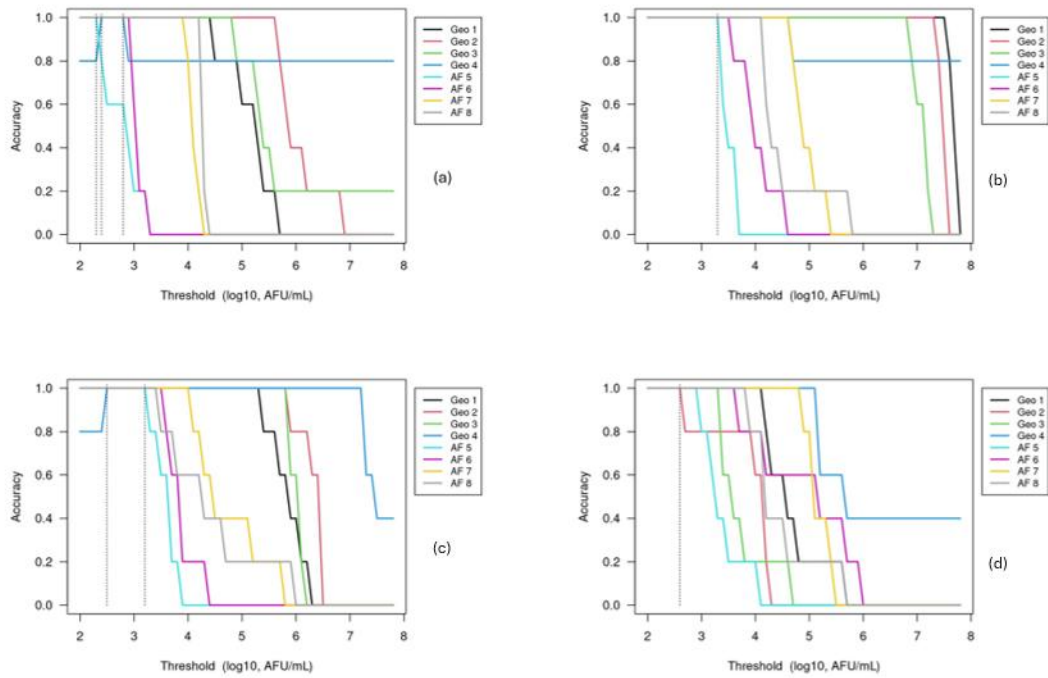 1.0
0.8
0.6
0.4
0.2
0.0
Accuracy
2 3 4 5 6 7 8
Threshold (log10, AFU/mL)
Geo 1
Geo 2
Geo 3
Geo 4
AF 5
AF 6
AF 7
AF 8
(a)
1.0
0.8
0.6
0.4
0.2
0.0
Accuracy
2 3 4 5 6 7 8
Threshold (log10, AFU/mL)
Geo 1
Geo 2
Geo 3
Geo 4
AF 5
AF 6
AF 7
AF 8
(b)
1.0
0.8
0.6
0.4
0.2
0.0
Accuracy
2 3 4 5 6 7 8
Threshold (log10, AFU/mL)
Geo 1
Geo 2
Geo 3
Geo 4
AF 5
AF 6
AF 7
AF 8
(c)
1.0
0.8
0.6
0.4
0.2
0.0
Accuracy
2 3 4 5 6 7 8
Threshold (log10, AFU/mL)
Geo 1
Geo 2
Geo 3
Geo 4
AF 5
AF 6
AF 7
AF 8
(d)